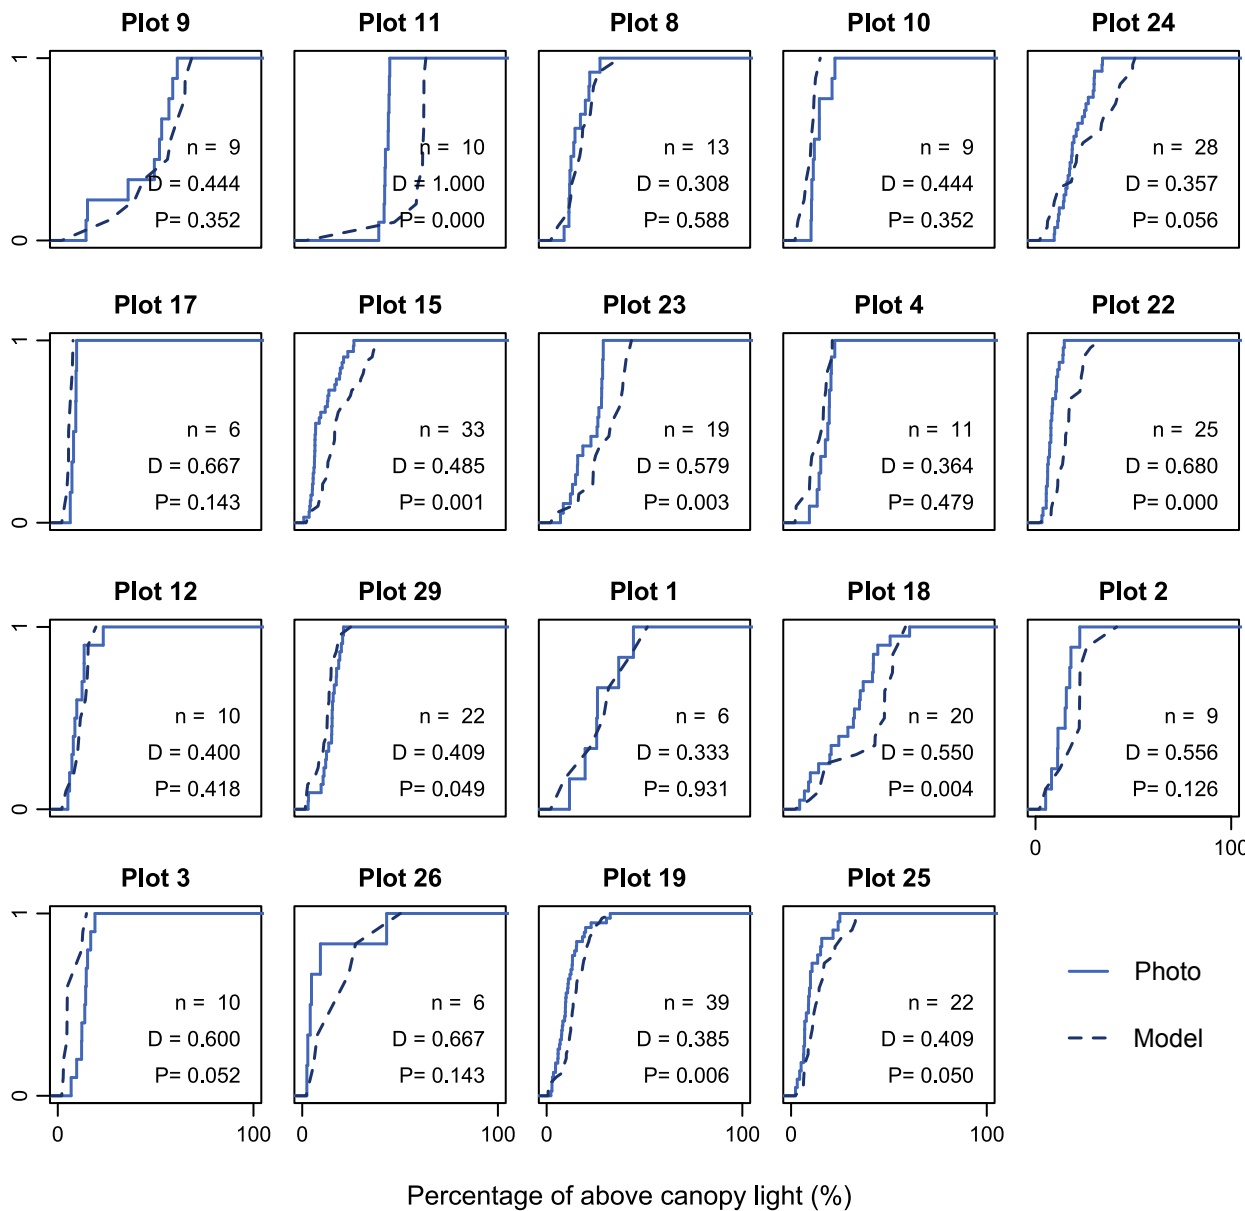 Plot 9 Plot 11 Plot 8 Plot 10 Plot 24
1
n = 9 n = 10 n = 13 n = 9 n = 28
D = 0.444 D = 1.000 D = 0.308 D = 0.444 D = 0.357
P= 0.352 P= 0.000 P= 0.588 P= 0.352 P= 0.056
0
Plot 17 Plot 15 Plot 23 Plot 4 Plot 22
1
n = 6 n = 33 n = 19 n = 11 n = 25
D = 0.667 D = 0.485 D = 0.579 D = 0.364 D = 0.680
P= 0.143 P= 0.001 P= 0.003 P= 0.479 P= 0.000
0
Plot 12 Plot 29 Plot 1 Plot 18 Plot 2
1
n = 10 n = 22 n = 6 n = 20 n = 9
D = 0.400 D = 0.409 D = 0.333 D = 0.550 D = 0.556
P= 0.418 P= 0.049 P= 0.931 P= 0.004 P= 0.126
0
0 100
Plot 3 Plot 26 Plot 19 Plot 25
1
n = 10 n = 6 n = 39 n = 22
D = 0.600 D = 0.667 D = 0.385 D = 0.409
P= 0.052 P= 0.143 P= 0.006 P= 0.050
0
0 100 0 100 0 100 0 100
Photo
Model
Percentage of above canopy light (%)